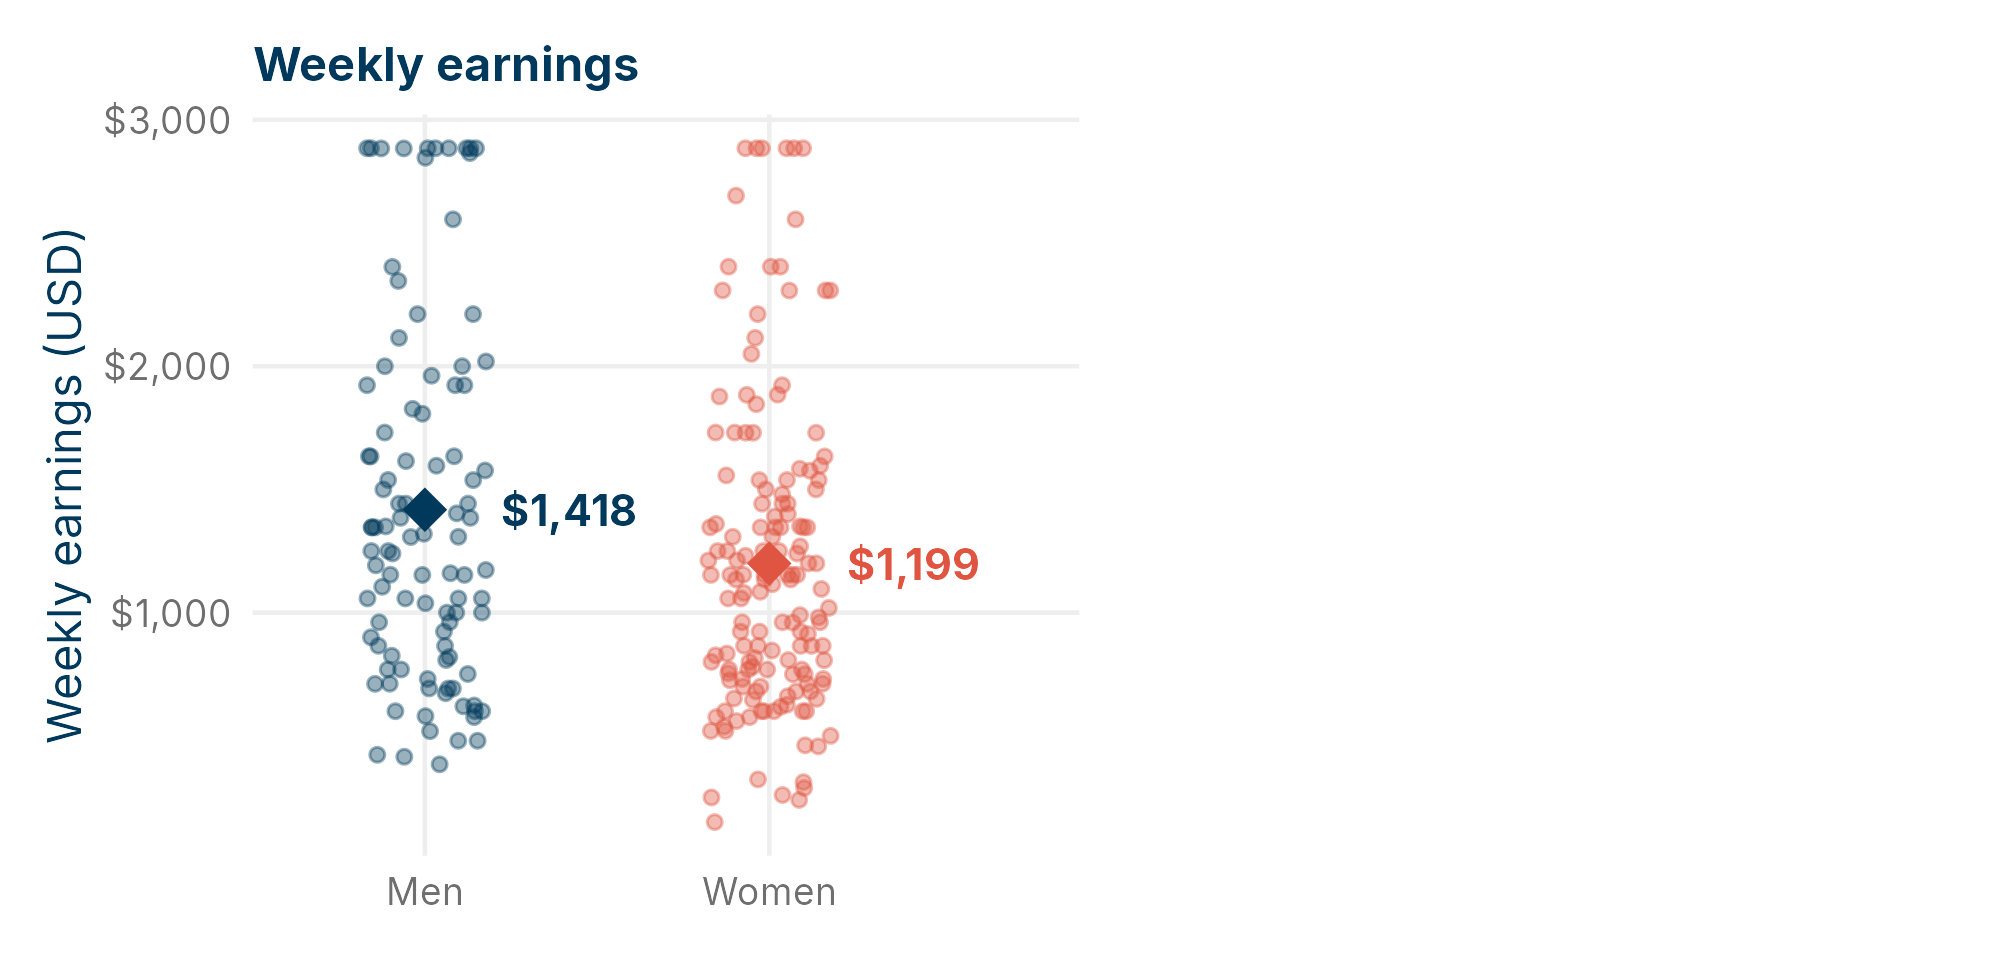 Weekly earnings
Weekly earnings (USD)
$3,000
$2,000
$1,000
$1,418
$1,199
Men
Women